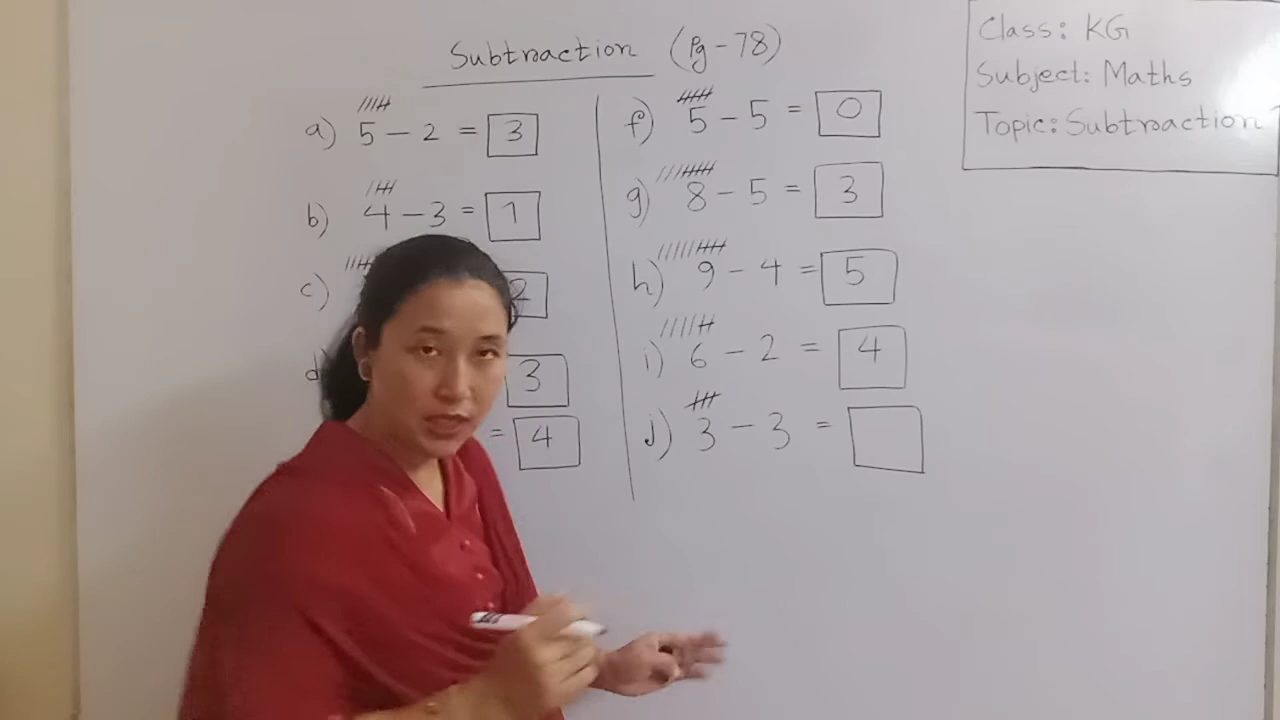 Subtraction (Pg-78)
Class: KG
Subject: Maths
Topic: Subtraction
a) 5 - 2 = 3
b) 4 - 3 = 1
c) 2
d) 3
= 4
f) 5 - 5 = 0
g) 8 - 5 = 3
h) 9 - 4 = 5
i) 6 - 2 = 4
j) 3 - 3 =